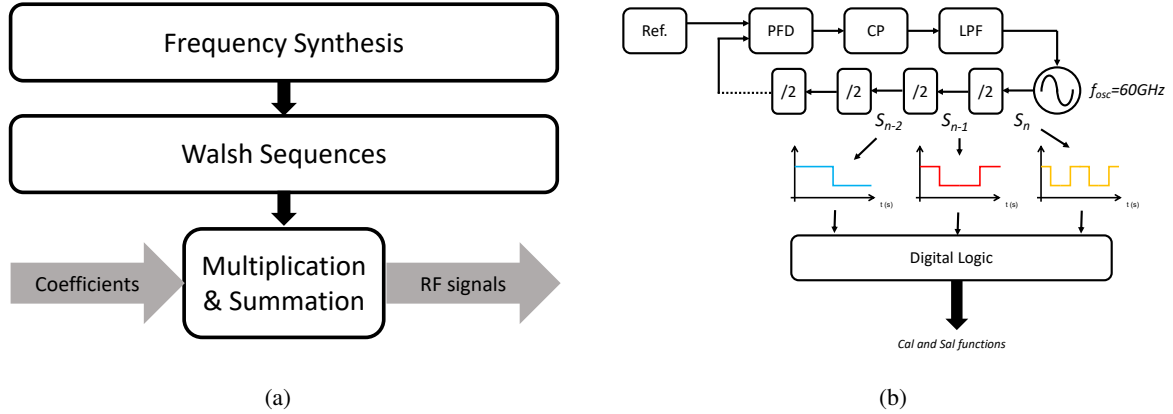 Frequency Synthesis
Walsh Sequences
Coefficients
Multiplication
& Summation
RF signals
(a)
Ref.
PFD
CP
LPF
/2
/2
/2
/2
f_osc=60GHz
S_n-2
S_n-1
S_n
t (s)
t (s)
t (s)
Digital Logic
Cal and Sal functions
(b)